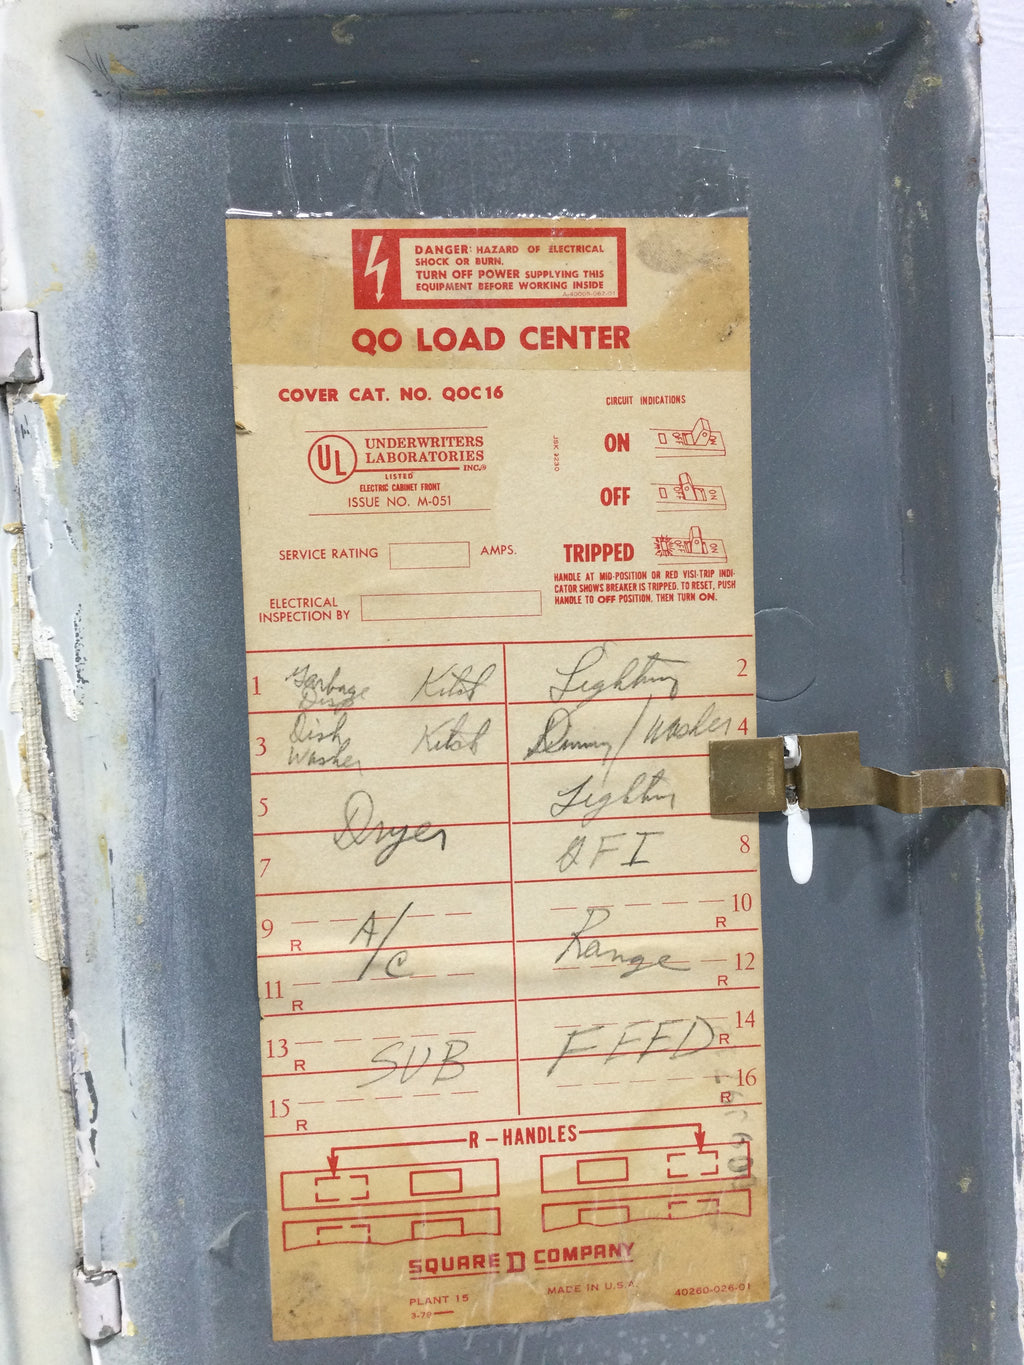 DANGER: HAZARD OF ELECTRICAL
SHOCK OR BURN.
TURN OFF POWER SUPPLYING THIS
EQUIPMENT BEFORE WORKING INSIDE
QO LOAD CENTER
COVER CAT. NO. QOC16
CIRCUIT INDICATIONS
UL
UNDERWRITERS
LABORATORIES
INC.®
LISTED
ELECTRIC CABINET FRONT
ISSUE NO. M-051
ON
OFF
TRIPPED
HANDLE AT MID-POSITION OR RED VISI-TRIP INDI-
CATOR SHOWS BREAKER IS TRIPPED. TO RESET, PUSH
HANDLE TO OFF POSITION, THEN TURN ON.
SERVICE RATING AMPS.
ELECTRICAL
INSPECTION BY
1 Garbage Disp Kitch Lighting 2
3 Dish Washer Kitch / Washer 4
5 Lighting
Dryer
7 GFI 8
9 R R 10
A/C Range
11 R R 12
13 R R 14
SUB FEED
15 R R 16
R-HANDLES
SQUARE D COMPANY
PLANT 15
MADE IN U.S.A.
40260-026-01
3-79